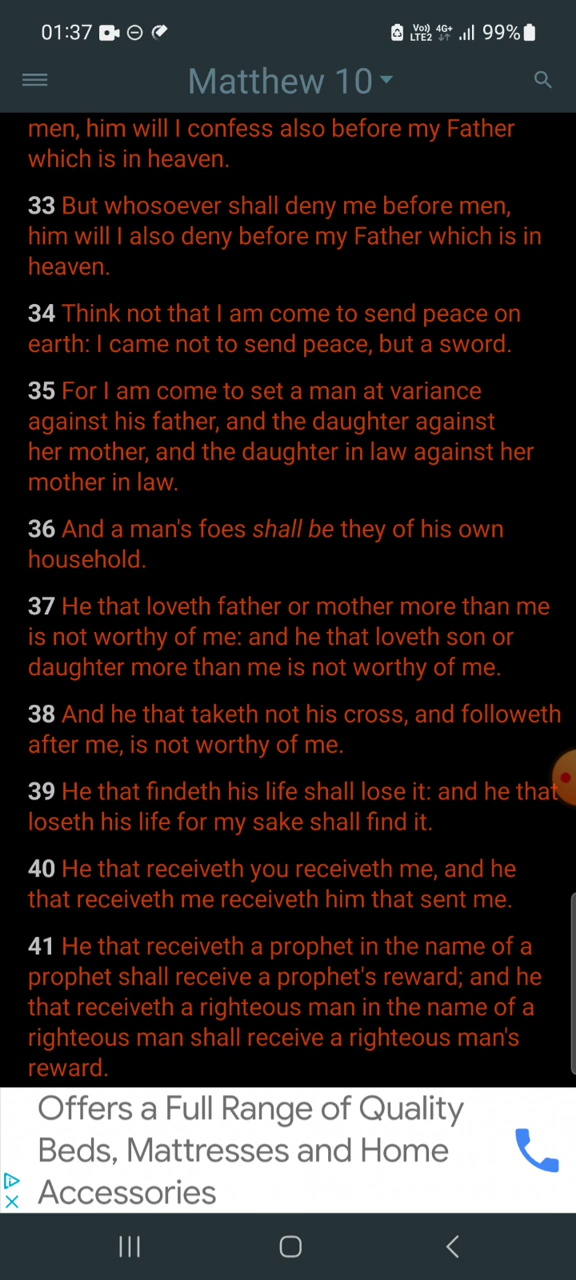 01:37
Vo)) 4G+
LTE2
99%
Matthew 10
men, him will I confess also before my Father
which is in heaven.
33 But whosoever shall deny me before men,
him will I also deny before my Father which is in
heaven.
34 Think not that I am come to send peace on
earth: I came not to send peace, but a sword.
35 For I am come to set a man at variance
against his father, and the daughter against
her mother, and the daughter in law against her
mother in law.
36 And a man's foes shall be they of his own
household.
37 He that loveth father or mother more than me
is not worthy of me: and he that loveth son or
daughter more than me is not worthy of me.
38 And he that taketh not his cross, and followeth
after me, is not worthy of me.
39 He that findeth his life shall lose it: and he that
loseth his life for my sake shall find it.
40 He that receiveth you receiveth me, and he
that receiveth me receiveth him that sent me.
41 He that receiveth a prophet in the name of a
prophet shall receive a prophet's reward; and he
that receiveth a righteous man in the name of a
righteous man shall receive a righteous man's
reward.
Offers a Full Range of Quality
Beds, Mattresses and Home
Accessories